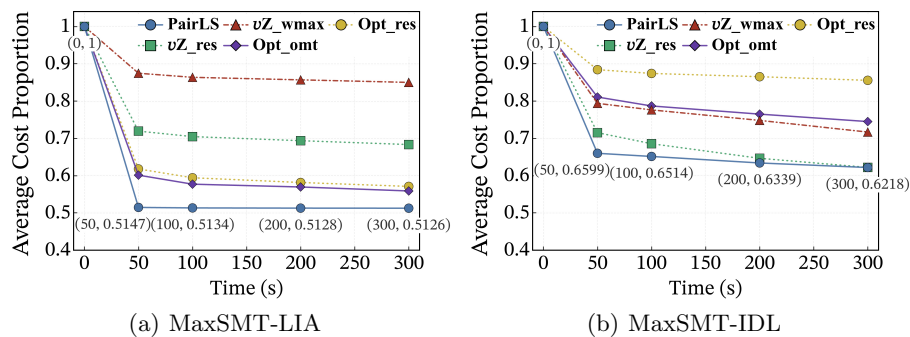 PairLS υZ_wmax Opt_res
υZ_res Opt_omt
Average Cost Proportion
1
0.9
0.8
0.7
0.6
0.5
0.4
(0, 1)
(50, 0.5147)
(100, 0.5134)
(200, 0.5128)
(300, 0.5126)
0 50 100 150 200 250 300
Time (s)
(a) MaxSMT-LIA
PairLS υZ_wmax Opt_res
υZ_res Opt_omt
Average Cost Proportion
1
0.9
0.8
0.7
0.6
0.5
0.4
(0, 1)
(50, 0.6599)
(100, 0.6514)
(200, 0.6339)
(300, 0.6218)
0 50 100 150 200 250 300
Time (s)
(b) MaxSMT-IDL